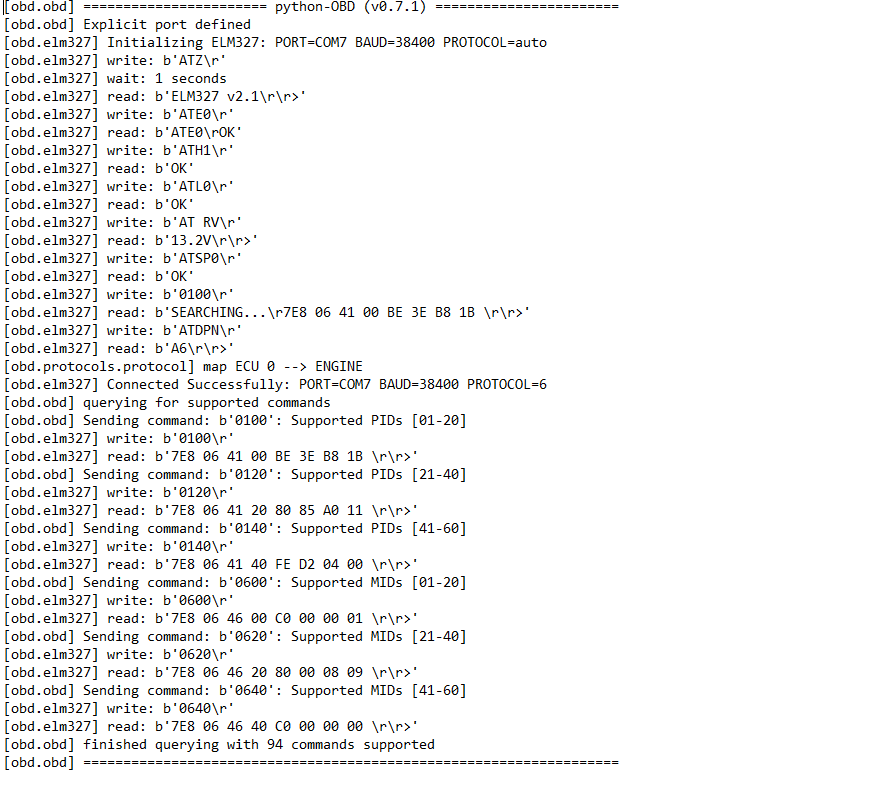 [obd.obd] ======================= python-OBD (v0.7.1) =======================
[obd.obd] Explicit port defined
[obd.elm327] Initializing ELM327: PORT=COM7 BAUD=38400 PROTOCOL=auto
[obd.elm327] write: b'ATZ\r'
[obd.elm327] wait: 1 seconds
[obd.elm327] read: b'ELM327 v2.1\r\r>'
[obd.elm327] write: b'ATE0\r'
[obd.elm327] read: b'ATE0\rOK'
[obd.elm327] write: b'ATH1\r'
[obd.elm327] read: b'OK'
[obd.elm327] write: b'ATL0\r'
[obd.elm327] read: b'OK'
[obd.elm327] write: b'AT RV\r'
[obd.elm327] read: b'13.2V\r\r>'
[obd.elm327] write: b'ATSP0\r'
[obd.elm327] read: b'OK'
[obd.elm327] write: b'0100\r'
[obd.elm327] read: b'SEARCHING...\r7E8 06 41 00 BE 3E B8 1B \r\r>'
[obd.elm327] write: b'ATDPN\r'
[obd.elm327] read: b'A6\r\r>'
[obd.protocols.protocol] map ECU 0 --> ENGINE
[obd.elm327] Connected Successfully: PORT=COM7 BAUD=38400 PROTOCOL=6
[obd.obd] querying for supported commands
[obd.obd] Sending command: b'0100': Supported PIDs [01-20]
[obd.elm327] write: b'0100\r'
[obd.elm327] read: b'7E8 06 41 00 BE 3E B8 1B \r\r>'
[obd.obd] Sending command: b'0120': Supported PIDs [21-40]
[obd.elm327] write: b'0120\r'
[obd.elm327] read: b'7E8 06 41 20 80 85 A0 11 \r\r>'
[obd.obd] Sending command: b'0140': Supported PIDs [41-60]
[obd.elm327] write: b'0140\r'
[obd.elm327] read: b'7E8 06 41 40 FE D2 04 00 \r\r>'
[obd.obd] Sending command: b'0600': Supported MIDs [01-20]
[obd.elm327] write: b'0600\r'
[obd.elm327] read: b'7E8 06 46 00 C0 00 00 01 \r\r>'
[obd.obd] Sending command: b'0620': Supported MIDs [21-40]
[obd.elm327] write: b'0620\r'
[obd.elm327] read: b'7E8 06 46 20 80 00 08 09 \r\r>'
[obd.obd] Sending command: b'0640': Supported MIDs [41-60]
[obd.elm327] write: b'0640\r'
[obd.elm327] read: b'7E8 06 46 40 C0 00 00 00 \r\r>'
[obd.obd] finished querying with 94 commands supported
[obd.obd] ===================================================================